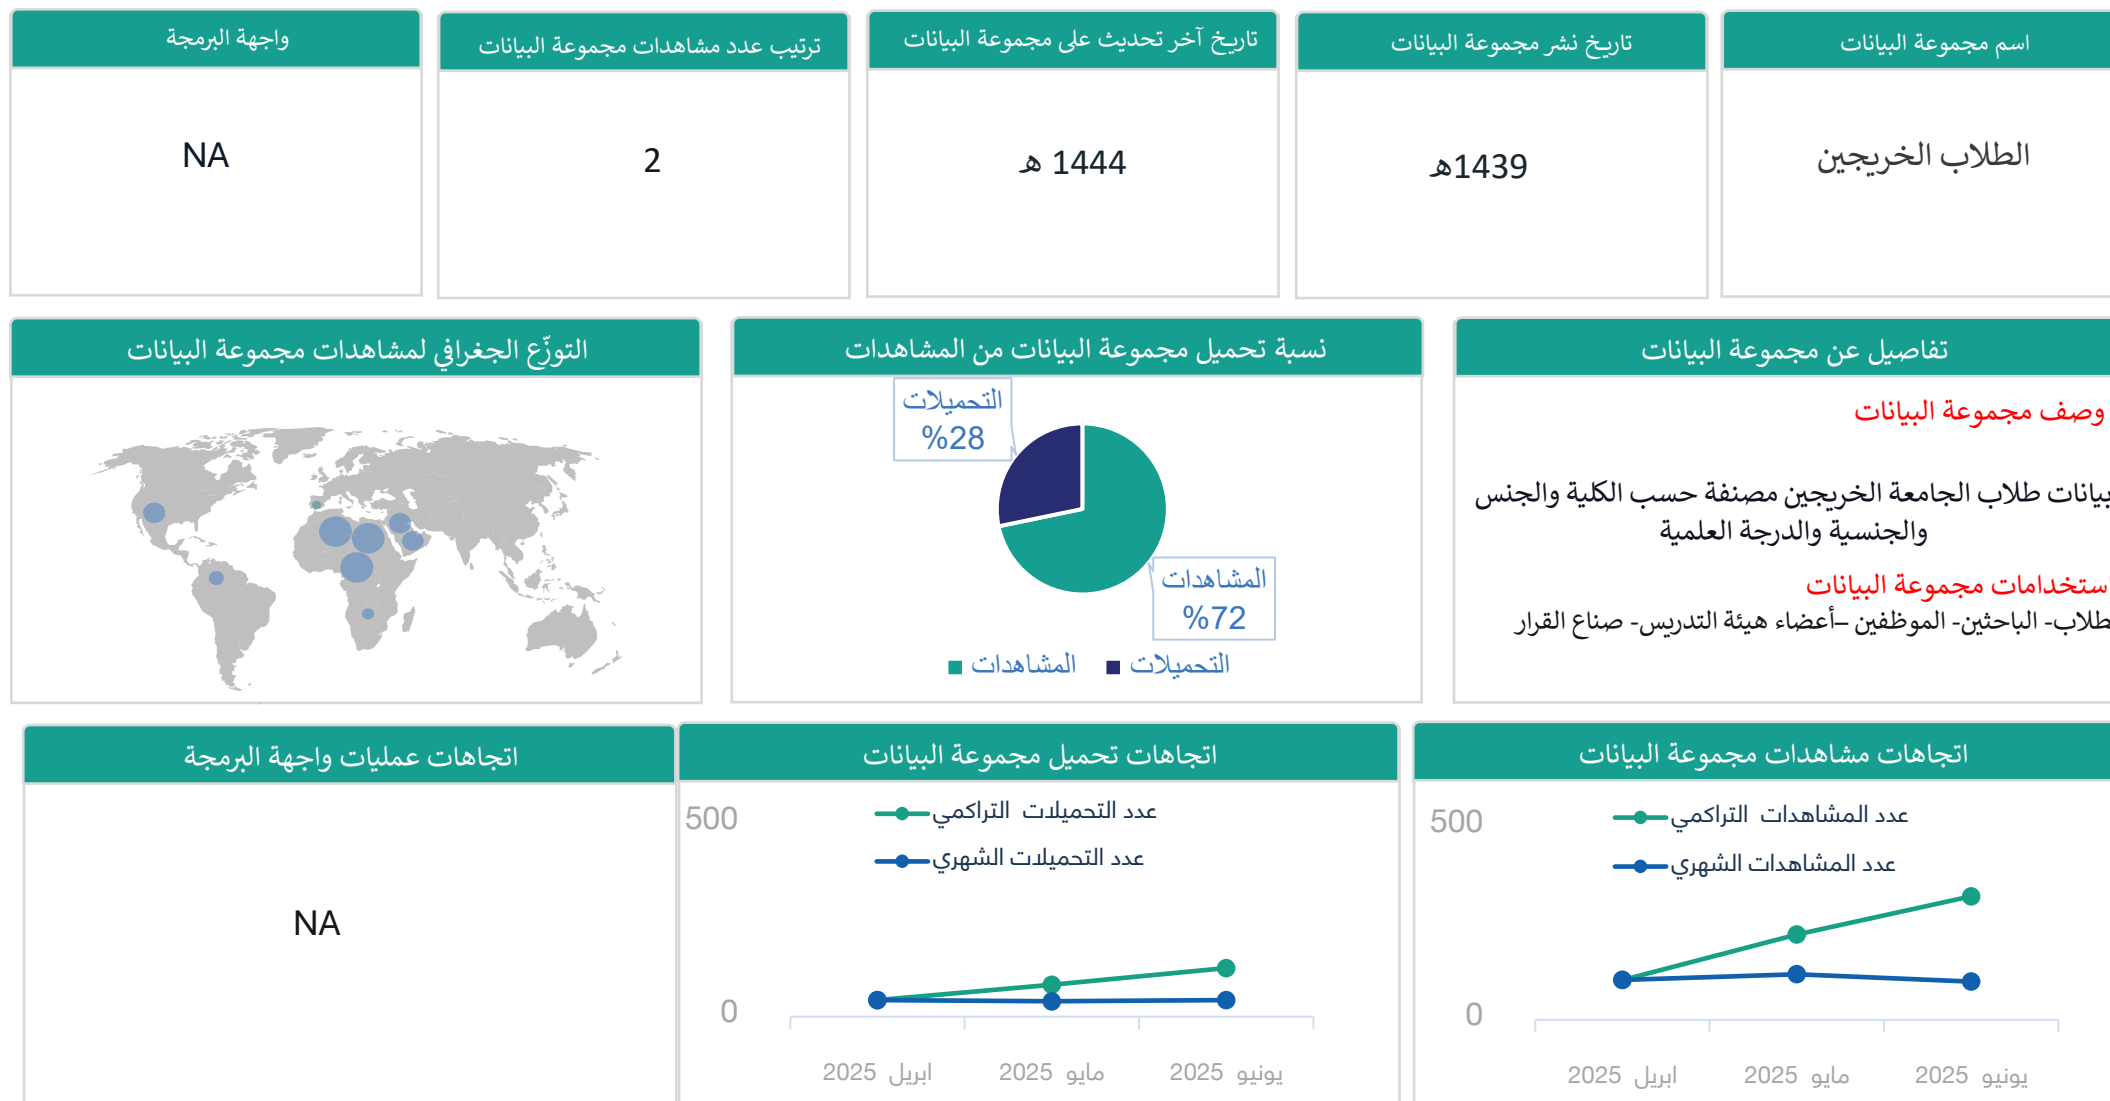 اسم مجموعة البيانات
الطلاب الخريجين
تاريخ نشر مجموعة البيانات
1439هـ
تاريخ آخر تحديث على مجموعة البيانات
1444 هـ
ترتيب عدد مشاهدات مجموعة البيانات
2
واجهة البرمجة
NA
تفاصيل عن مجموعة البيانات
وصف مجموعة البيانات
بيانات طلاب الجامعة الخريجين مصنفة حسب الكلية والجنس
والجنسية والدرجة العلمية
استخدامات مجموعة البيانات
طلاب- الباحثين- الموظفين –أعضاء هيئة التدريس- صناع القرار
نسبة تحميل مجموعة البيانات من المشاهدات
التحميلات
%28
المشاهدات
%72
المشاهدات
التحميلات
التوزّع الجغرافي لمشاهدات مجموعة البيانات
اتجاهات مشاهدات مجموعة البيانات
500
عدد المشاهدات التراكمي
عدد المشاهدات الشهري
0
ابريل 2025
مايو 2025
يونيو 2025
اتجاهات تحميل مجموعة البيانات
500
عدد التحميلات التراكمي
عدد التحميلات الشهري
0
ابريل 2025
مايو 2025
يونيو 2025
اتجاهات عمليات واجهة البرمجة
NA